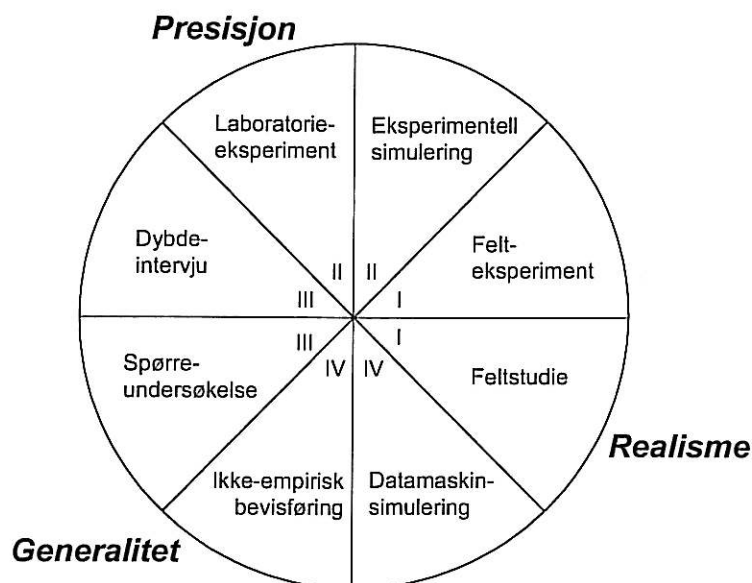 Presisjon
Laboratorie-
eksperiment
Eksperimentell
simulering
Dybde-
intervju
Felt-
eksperiment
II
II
III
I
III
I
IV
IV
Spørre-
undersøkelse
Feltstudie
Realisme
Ikke-empirisk
bevisføring
Datamaskin-
simulering
Generalitet